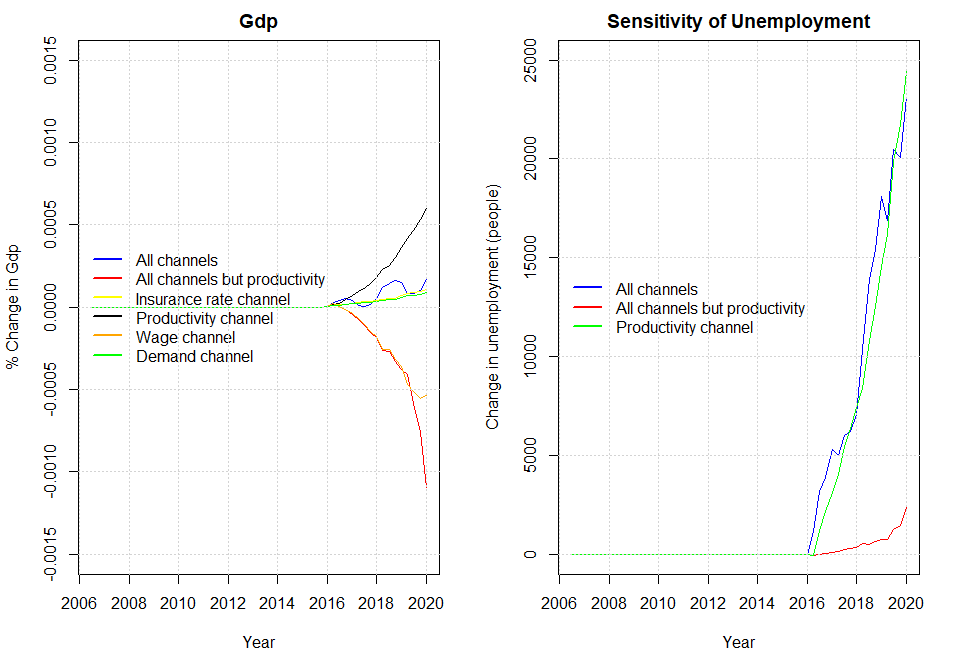 Gdp
% Change in Gdp
0.0015
0.0010
0.0005
0.0000
-0.0005
-0.0010
-0.0015
All channels
All channels but productivity
Insurance rate channel
Productivity channel
Wage channel
Demand channel
2006 2008 2010 2012 2014 2016 2018 2020
Year
Sensitivity of Unemployment
Change in unemployment (people)
25000
20000
15000
10000
5000
0
All channels
All channels but productivity
Productivity channel
2006 2008 2010 2012 2014 2016 2018 2020
Year